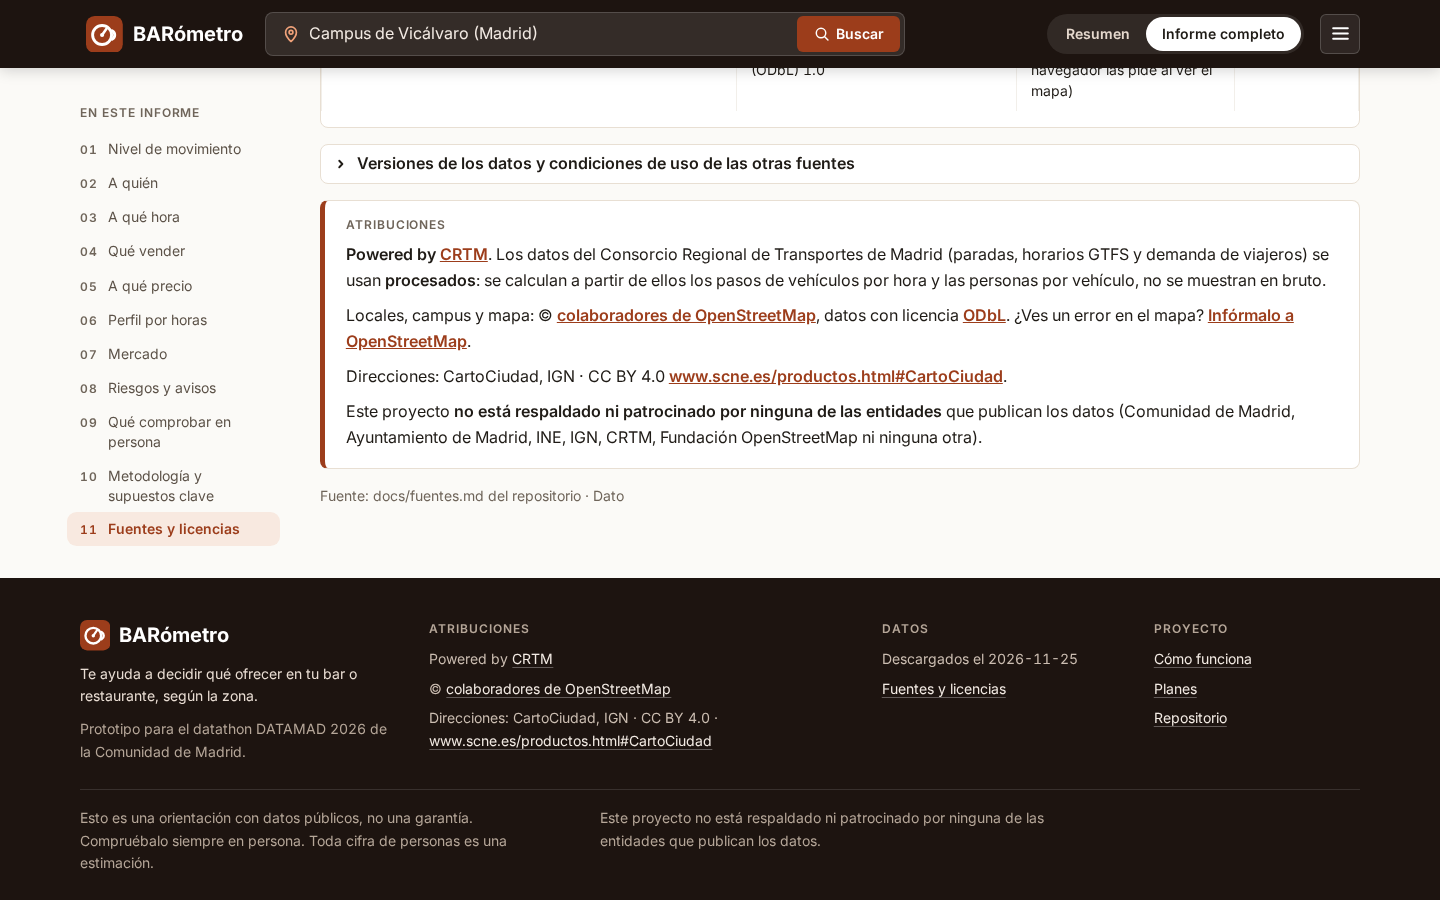 BARómetro
Campus de Vicálvaro (Madrid)
Buscar
Resumen
Informe completo
EN ESTE INFORME
01 Nivel de movimiento
02 A quién
03 A qué hora
04 Qué vender
05 A qué precio
06 Perfil por horas
07 Mercado
08 Riesgos y avisos
09 Qué comprobar en
persona
10 Metodología y
supuestos clave
11 Fuentes y licencias
(ODbL) 1.0
navegador las pide al ver el
mapa)
Versiones de los datos y condiciones de uso de las otras fuentes
ATRIBUCIONES
Powered by CRTM. Los datos del Consorcio Regional de Transportes de Madrid (paradas, horarios GTFS y demanda de viajeros) se
usan procesados: se calculan a partir de ellos los pasos de vehículos por hora y las personas por vehículo, no se muestran en bruto.
Locales, campus y mapa: © colaboradores de OpenStreetMap, datos con licencia ODbL. ¿Ves un error en el mapa? Infórmalo a
OpenStreetMap.
Direcciones: CartoCiudad, IGN · CC BY 4.0 www.scne.es/productos.html#CartoCiudad.
Este proyecto no está respaldado ni patrocinado por ninguna de las entidades que publican los datos (Comunidad de Madrid,
Ayuntamiento de Madrid, INE, IGN, CRTM, Fundación OpenStreetMap ni ninguna otra).
Fuente: docs/fuentes.md del repositorio · Dato
BARómetro
Te ayuda a decidir qué ofrecer en tu bar o
restaurante, según la zona.
Prototipo para el datathon DATAMAD 2026 de
la Comunidad de Madrid.
ATRIBUCIONES
Powered by CRTM
© colaboradores de OpenStreetMap
Direcciones: CartoCiudad, IGN · CC BY 4.0 ·
www.scne.es/productos.html#CartoCiudad
DATOS
Descargados el 2026-11-25
Fuentes y licencias
PROYECTO
Cómo funciona
Planes
Repositorio
Esto es una orientación con datos públicos, no una garantía.
Compruébalo siempre en persona. Toda cifra de personas es una
estimación.
Este proyecto no está respaldado ni patrocinado por ninguna de las
entidades que publican los datos.